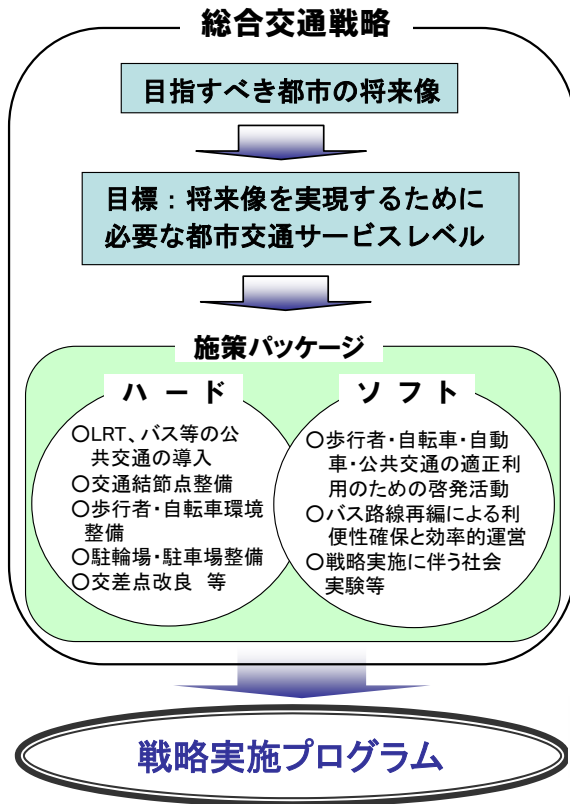 総合交通戦略
目指すべき都市の将来像
目標：将来像を実現するために
必要な都市交通サービスレベル
施策パッケージ
ハード
○LRT、バス等の公
共交通の導入
○交通結節点整備
○歩行者・自転車環境
整備
○駐輪場・駐車場整備
○交差点改良 等
ソフト
○歩行者・自転車・自動
車・公共交通の適正利
用のための啓発活動
○バス路線再編による利
便性確保と効率的運営
○戦略実施に伴う社会
実験等
戦略実施プログラム